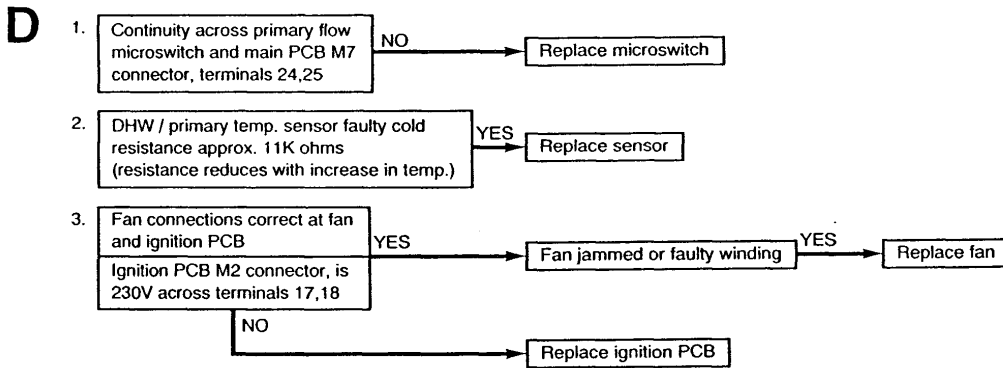 D
1. Continuity across primary flow
microswitch and main PCB M7
connector, terminals 24,25
NO
Replace microswitch
2. DHW / primary temp. sensor faulty cold
resistance approx. 11K ohms
(resistance reduces with increase in temp.)
YES
Replace sensor
3. Fan connections correct at fan
and ignition PCB
Ignition PCB M2 connector, is
230V across terminals 17,18
YES
Fan jammed or faulty winding
YES
Replace fan
NO
Replace ignition PCB